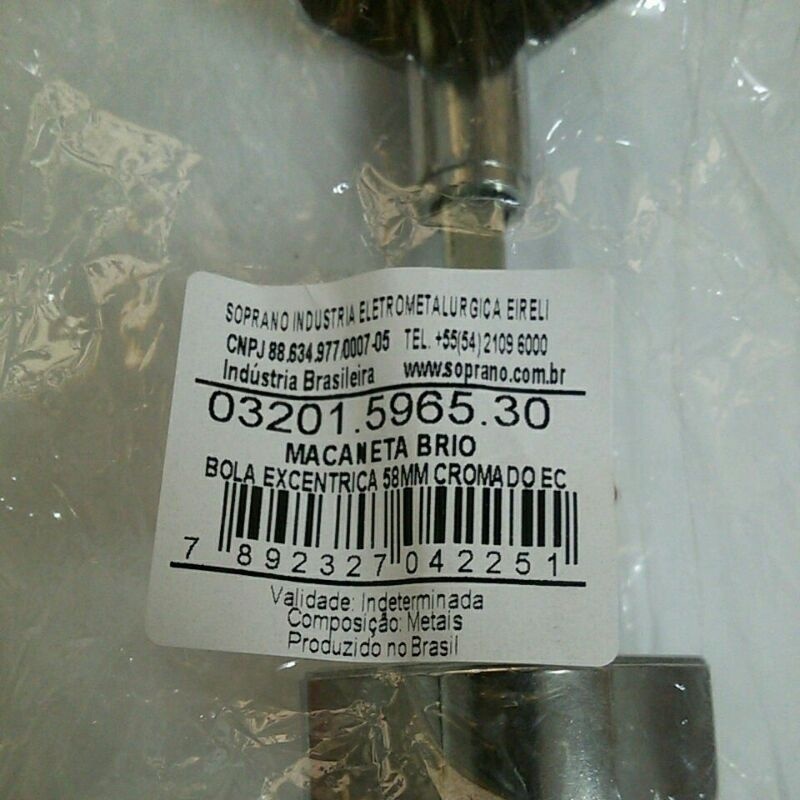 SOPRANO INDUSTRIA ELETROMETALURGICA EIRELI
CNPJ 88.634.977/0007-05 TEL. +55(54) 2109 6000
Indústria Brasileira www.soprano.com.br
03201.5965.30
MACANETA BRIO
BOLA EXCENTRICA 58MM CROMADO EC
7 892327 042251
Validade: Indeterminada
Composição: Metais
Produzido no Brasil